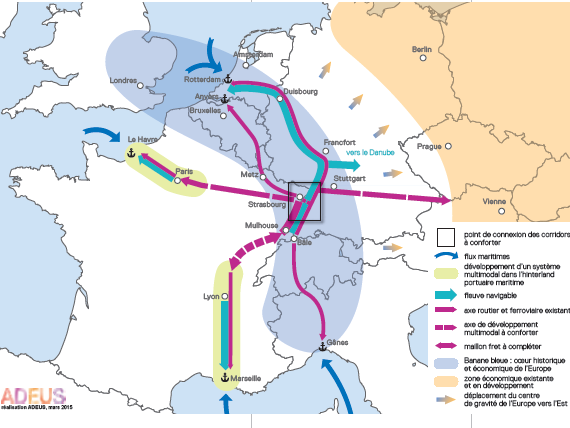 Berlin
Amsterdam
Rotterdam
Londres
Duisbourg
Anvers
Bruxelles
Francfort
Le Havre
vers le Danube
Prague
Paris
Metz
Stuttgart
Strasbourg
Vienne
Mulhouse
Bâle
Lyon
Gênes
Marseille
point de connexion des corridors
à conforter
flux maritimes
développement d'un système
multimodal dans l'hinterland
portuaire maritime
fleuve navigable
axe routier et ferroviaire existant
axe de développement
multimodal à conforter
maillon fret à compléter
Banane bleue : cœur historique
et économique de l'Europe
zone économique existante
et en développement
déplacement du centre
de gravité de l'Europe vers l'Est
ADEUS
réalisation ADEUS, mars 2015